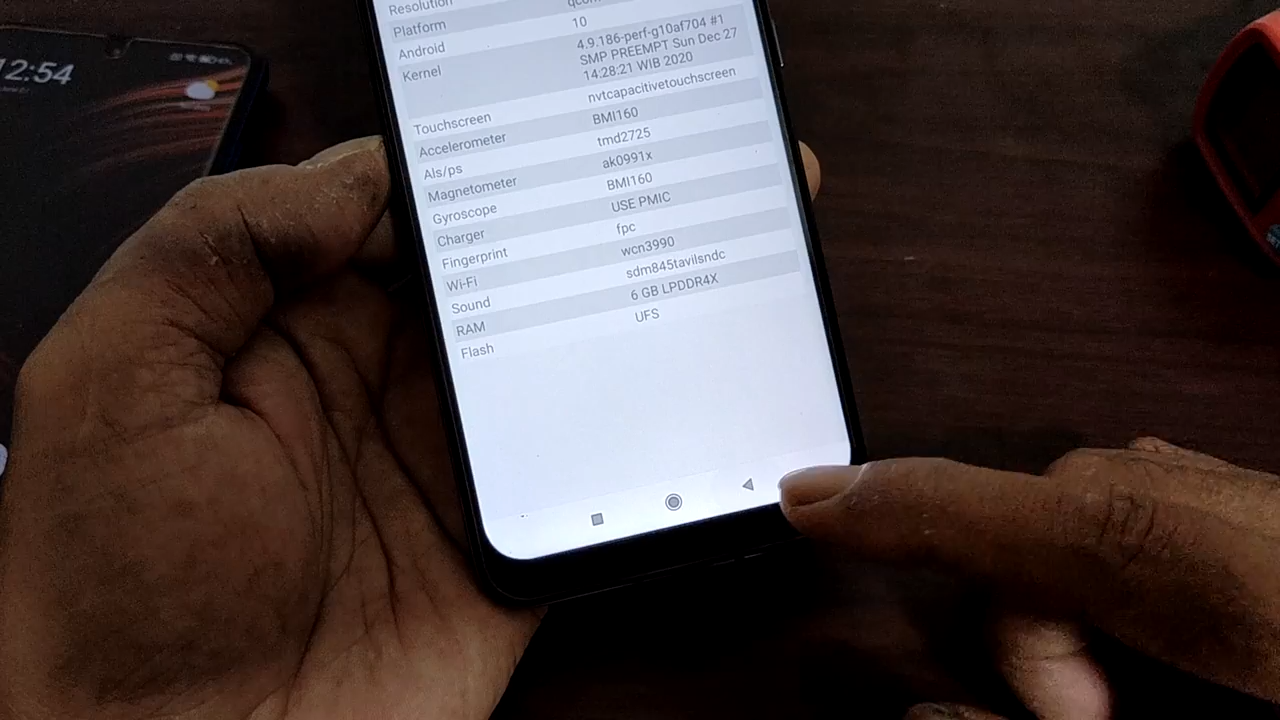 12:54
Resolution
Platform qcom
Android 10
Kernel 4.9.186-perf-g10af704 #1
SMP PREEMPT Sun Dec 27
14:28:21 WIB 2020
Touchscreen nvtcapacitivetouchscreen
Accelerometer BMI160
Als/ps tmd2725
Magnetometer ak0991x
Gyroscope BMI160
Charger USE PMIC
Fingerprint fpc
Wi-Fi wcn3990
Sound sdm845tavilsndc
RAM 6 GB LPDDR4X
Flash UFS